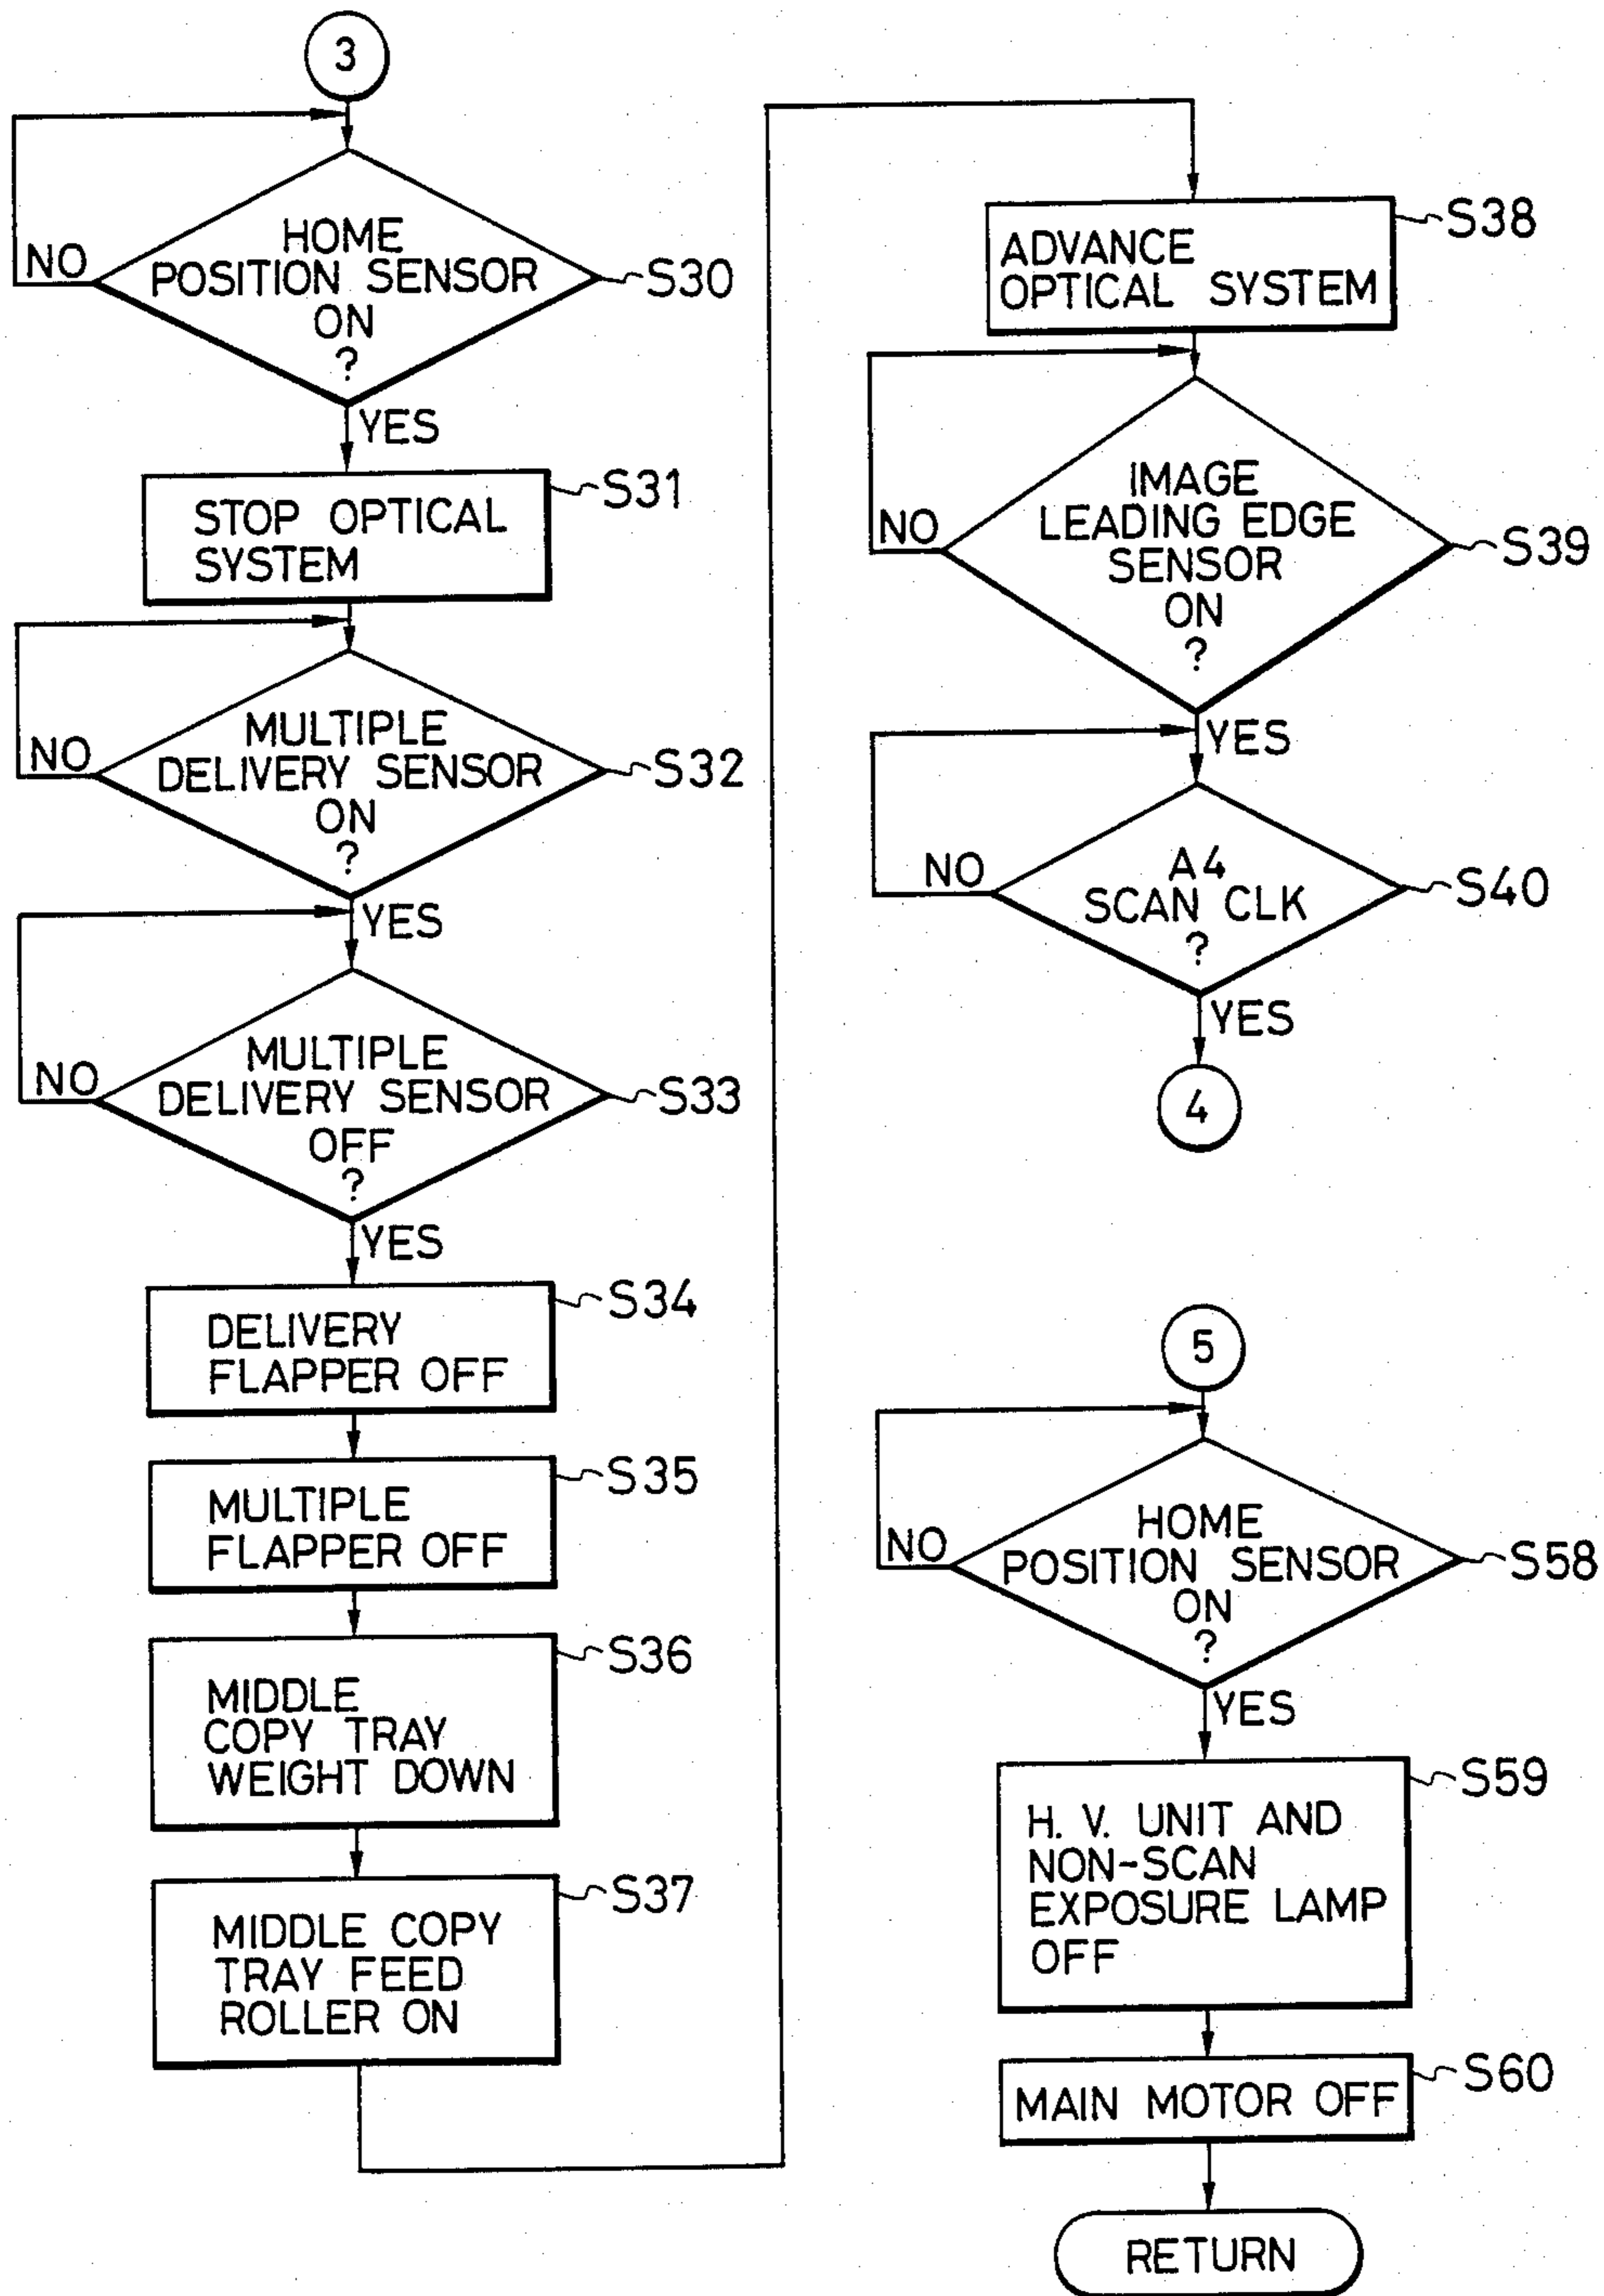 3
HOME
POSITION SENSOR
ON
?
NO
S30
YES
STOP OPTICAL
SYSTEM
S31
MULTIPLE
DELIVERY SENSOR
ON
?
NO
S32
YES
MULTIPLE
DELIVERY SENSOR
OFF
?
NO
S33
YES
DELIVERY
FLAPPER OFF
S34
MULTIPLE
FLAPPER OFF
S35
MIDDLE
COPY TRAY
WEIGHT DOWN
S36
MIDDLE COPY
TRAY FEED
ROLLER ON
S37
ADVANCE
OPTICAL SYSTEM
S38
IMAGE
LEADING EDGE
SENSOR
ON
?
NO
S39
YES
A4
SCAN CLK
?
NO
S40
YES
4
5
HOME
POSITION SENSOR
ON
?
NO
S58
YES
H. V. UNIT AND
NON-SCAN
EXPOSURE LAMP
OFF
S59
MAIN MOTOR OFF
S60
RETURN